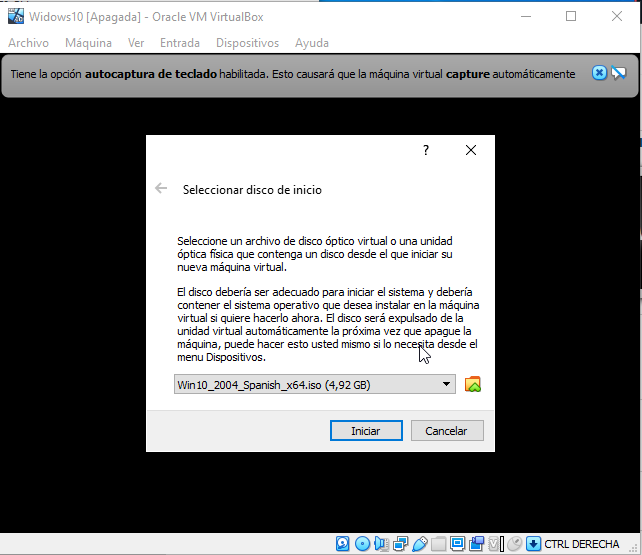 Widows10 [Apagada] - Oracle VM VirtualBox
Archivo Máquina Ver Entrada Dispositivos Ayuda
Tiene la opción autocaptura de teclado habilitada. Esto causará que la máquina virtual capture automáticamente
?
Seleccionar disco de inicio
Seleccione un archivo de disco óptico virtual o una unidad
óptica física que contenga un disco desde el que iniciar su
nueva máquina virtual.
El disco debería ser adecuado para iniciar el sistema y debería
contener el sistema operativo que desea instalar en la máquina
virtual si quiere hacerlo ahora. El disco será expulsado de la
unidad virtual automáticamente la próxima vez que apague la
máquina, puede hacer esto usted mismo si lo necesita desde el
menu Dispositivos.
Win10_2004_Spanish_x64.iso (4,92 GB)
Iniciar Cancelar
CTRL DERECHA